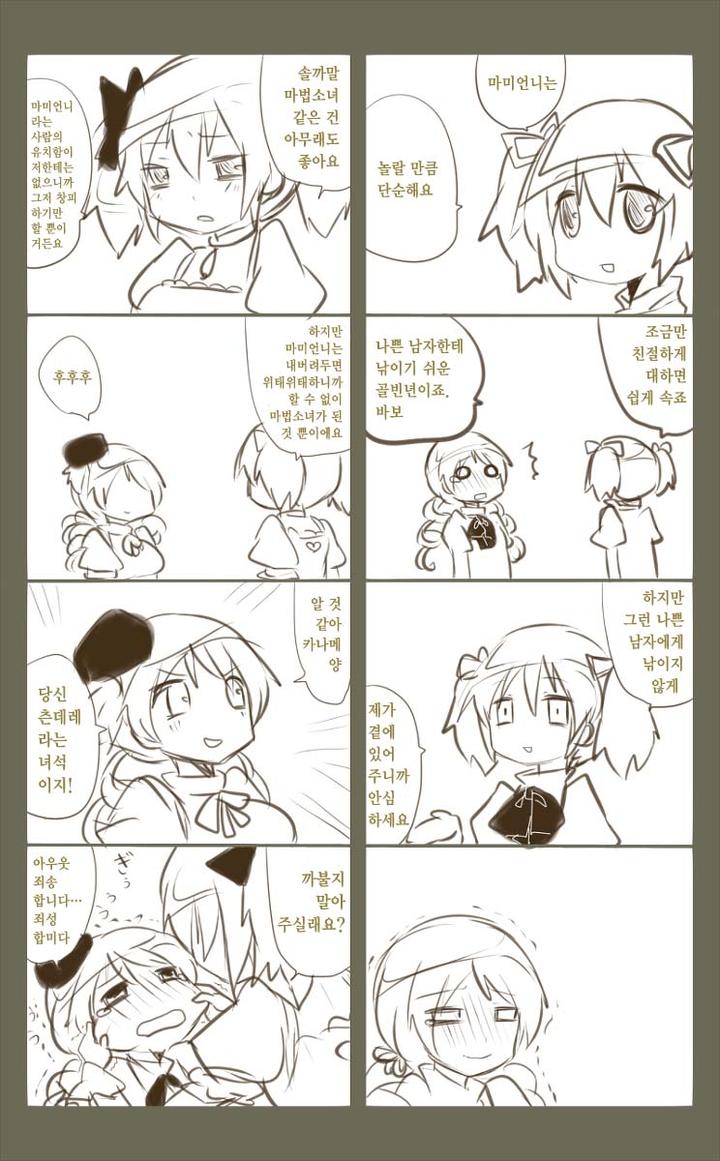 마미언니는
놀랄 만큼
단순해요
조금만
친절하게
대하면
쉽게 속죠
나쁜 남자한테
낚이기 쉬운
골빈년이죠.
바보
하지만
그런 나쁜
남자에게
낚이지
않게
제가
곁에
있어
주니까
안심
하세요
솔까말
마법소녀
같은 건
아무래도
좋아요
마미언니
라는
사람의
유치함이
저한테는
없으니까
그저 창피
하기만
할 뿐이
거든요
하지만
마미언니는
내버려두면
위태위태하니까
할 수 없이
마법소녀가 된
것 뿐이에요
후후후
알 것
같아
카나메
양
당신
츤데레
라는
녀석
이지!
까불지
말아
주실래요?
아우웃
죄송
합니다…
죄성
합미다